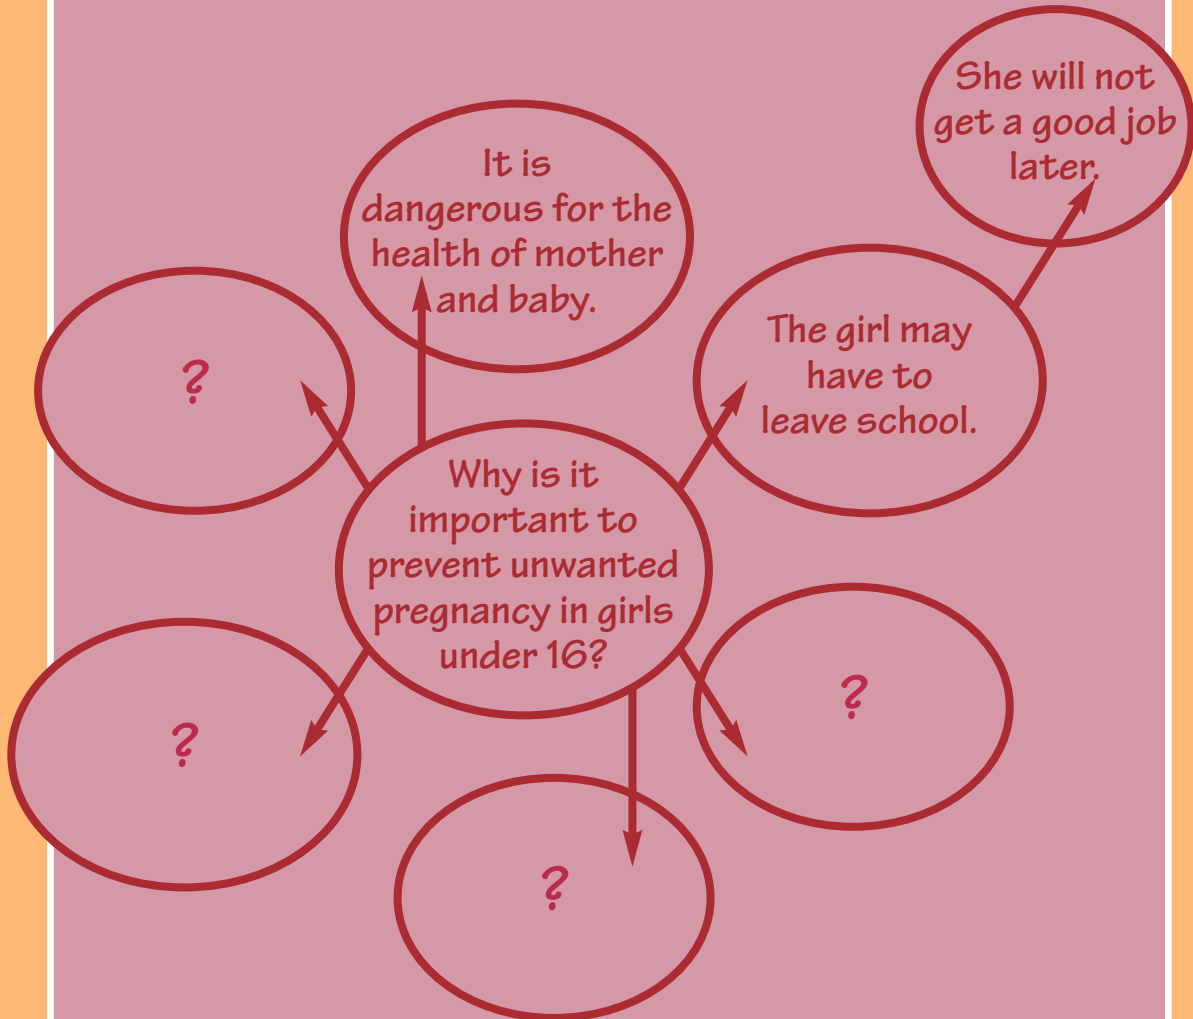 She will not
get a good job
later.
It is
dangerous for the
health of mother
and baby.
The girl may
have to
leave school.
?
Why is it
important to
prevent unwanted
pregnancy in girls
under 16?
?
?
?